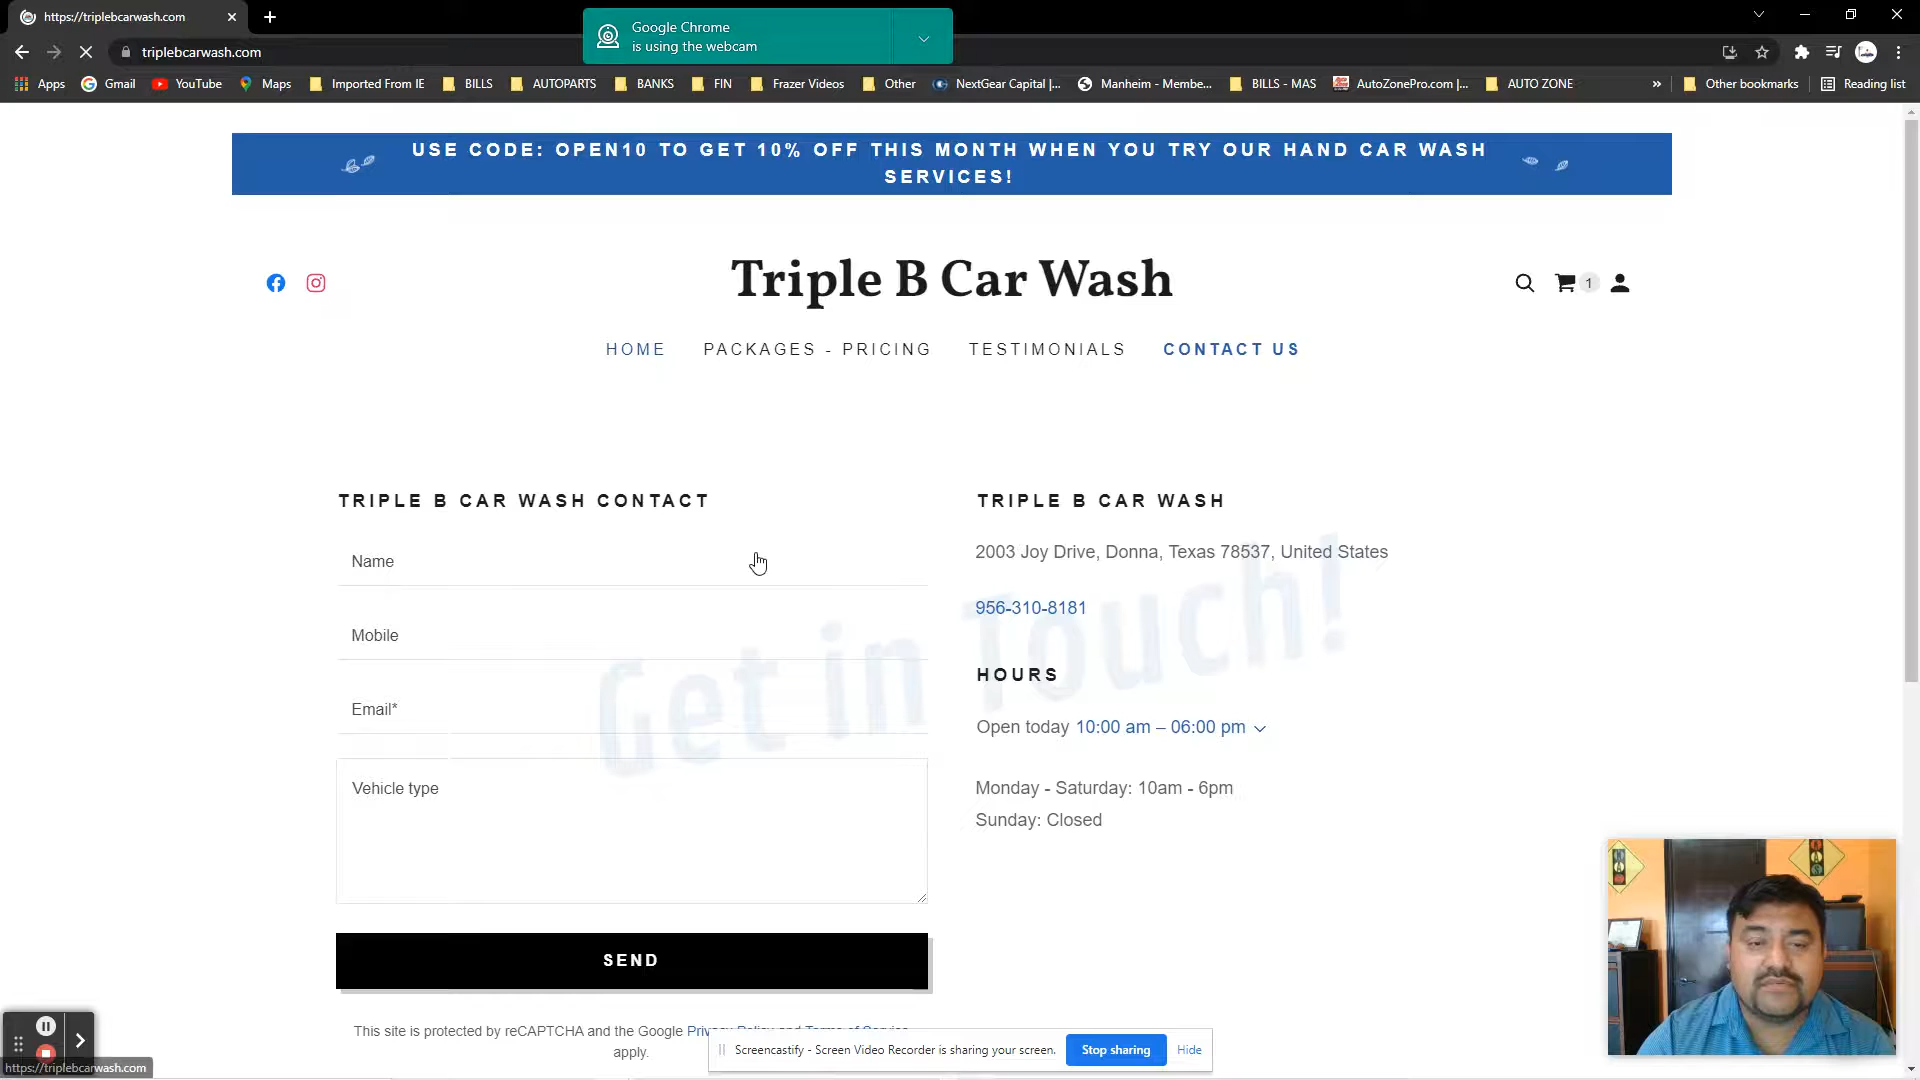 https://triplebcarwash.com
Google Chrome
is using the webcam
triplebcarwash.com
Apps
Gmail
YouTube
Maps
Imported From IE
BILLS
AUTOPARTS
BANKS
FIN
Frazer Videos
Other
NextGear Capital |...
Manheim - Membe...
BILLS - MAS
AutoZonePro.com |...
AUTO ZONE
»
Other bookmarks
Reading list
USE CODE: OPEN10 TO GET 10% OFF THIS MONTH WHEN YOU TRY OUR HAND CAR WASH
SERVICES!
Triple B Car Wash
1
HOME
PACKAGES - PRICING
TESTIMONIALS
CONTACT US
TRIPLE B CAR WASH CONTACT
Name
Mobile
Email*
Vehicle type
SEND
Get in Touch!
TRIPLE B CAR WASH
2003 Joy Drive, Donna, Texas 78537, United States
956-310-8181
HOURS
Open today 10:00 am – 06:00 pm
Monday - Saturday: 10am - 6pm
Sunday: Closed
This site is protected by reCAPTCHA and the Google Privacy Policy and Terms of Service
apply.
Screencastify - Screen Video Recorder is sharing your screen.
Stop sharing
Hide
https://triplebcarwash.com